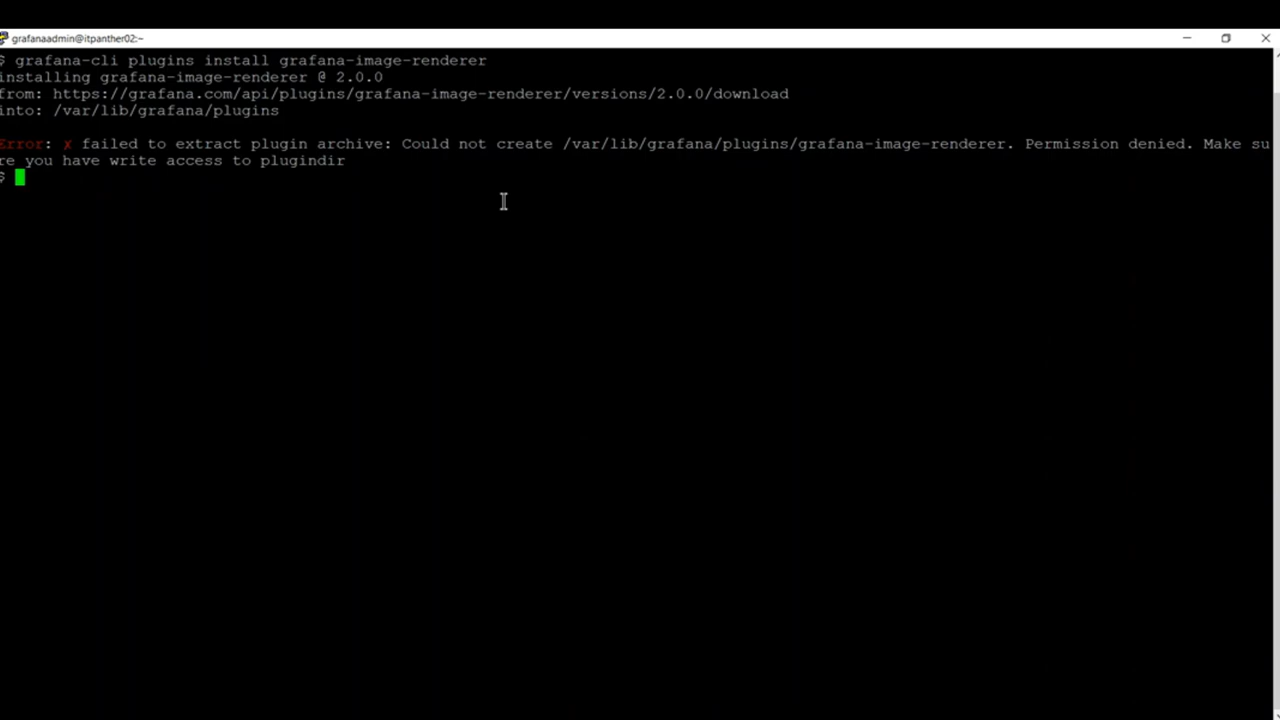 grafanaadmin@itpanther02:~
$ grafana-cli plugins install grafana-image-renderer
installing grafana-image-renderer @ 2.0.0
from: https://grafana.com/api/plugins/grafana-image-renderer/versions/2.0.0/download
into: /var/lib/grafana/plugins
Error: ✗ failed to extract plugin archive: Could not create /var/lib/grafana/plugins/grafana-image-renderer. Permission denied. Make su
re you have write access to plugindir
$